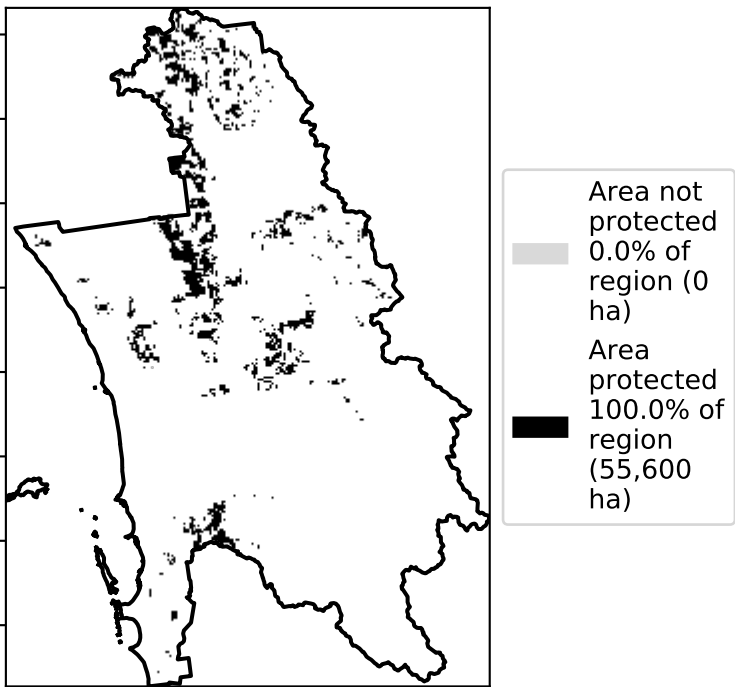 Area not
protected
0.0% of
region (0
ha)
Area
protected
100.0% of
region
(55,600
ha)